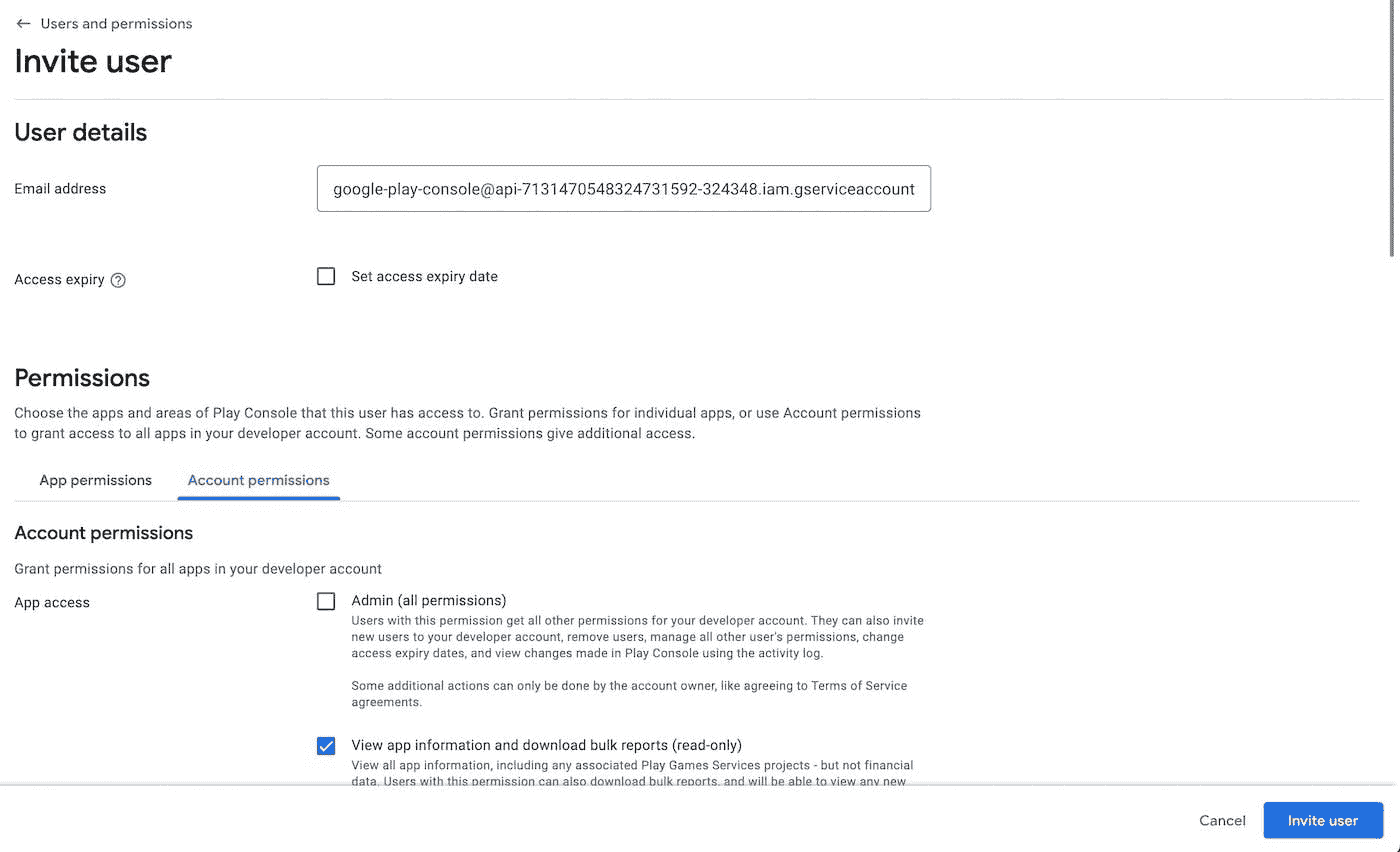 ← Users and permissions
Invite user
User details
Email address
google-play-console@api-7131470548324731592-324348.iam.gserviceaccount
Access expiry
Set access expiry date
Permissions
Choose the apps and areas of Play Console that this user has access to. Grant permissions for individual apps, or use Account permissions
to grant access to all apps in your developer account. Some account permissions give additional access.
App permissions Account permissions
Account permissions
Grant permissions for all apps in your developer account
App access
Admin (all permissions)
Users with this permission get all other permissions for your developer account. They can also invite
new users to your developer account, remove users, manage all other user's permissions, change
access expiry dates, and view changes made in Play Console using the activity log.
Some additional actions can only be done by the account owner, like agreeing to Terms of Service
agreements.
View app information and download bulk reports (read-only)
View all app information, including any associated Play Games Services projects - but not financial
data. Users with this permission can also download bulk reports, and will be able to view any new
Cancel Invite user